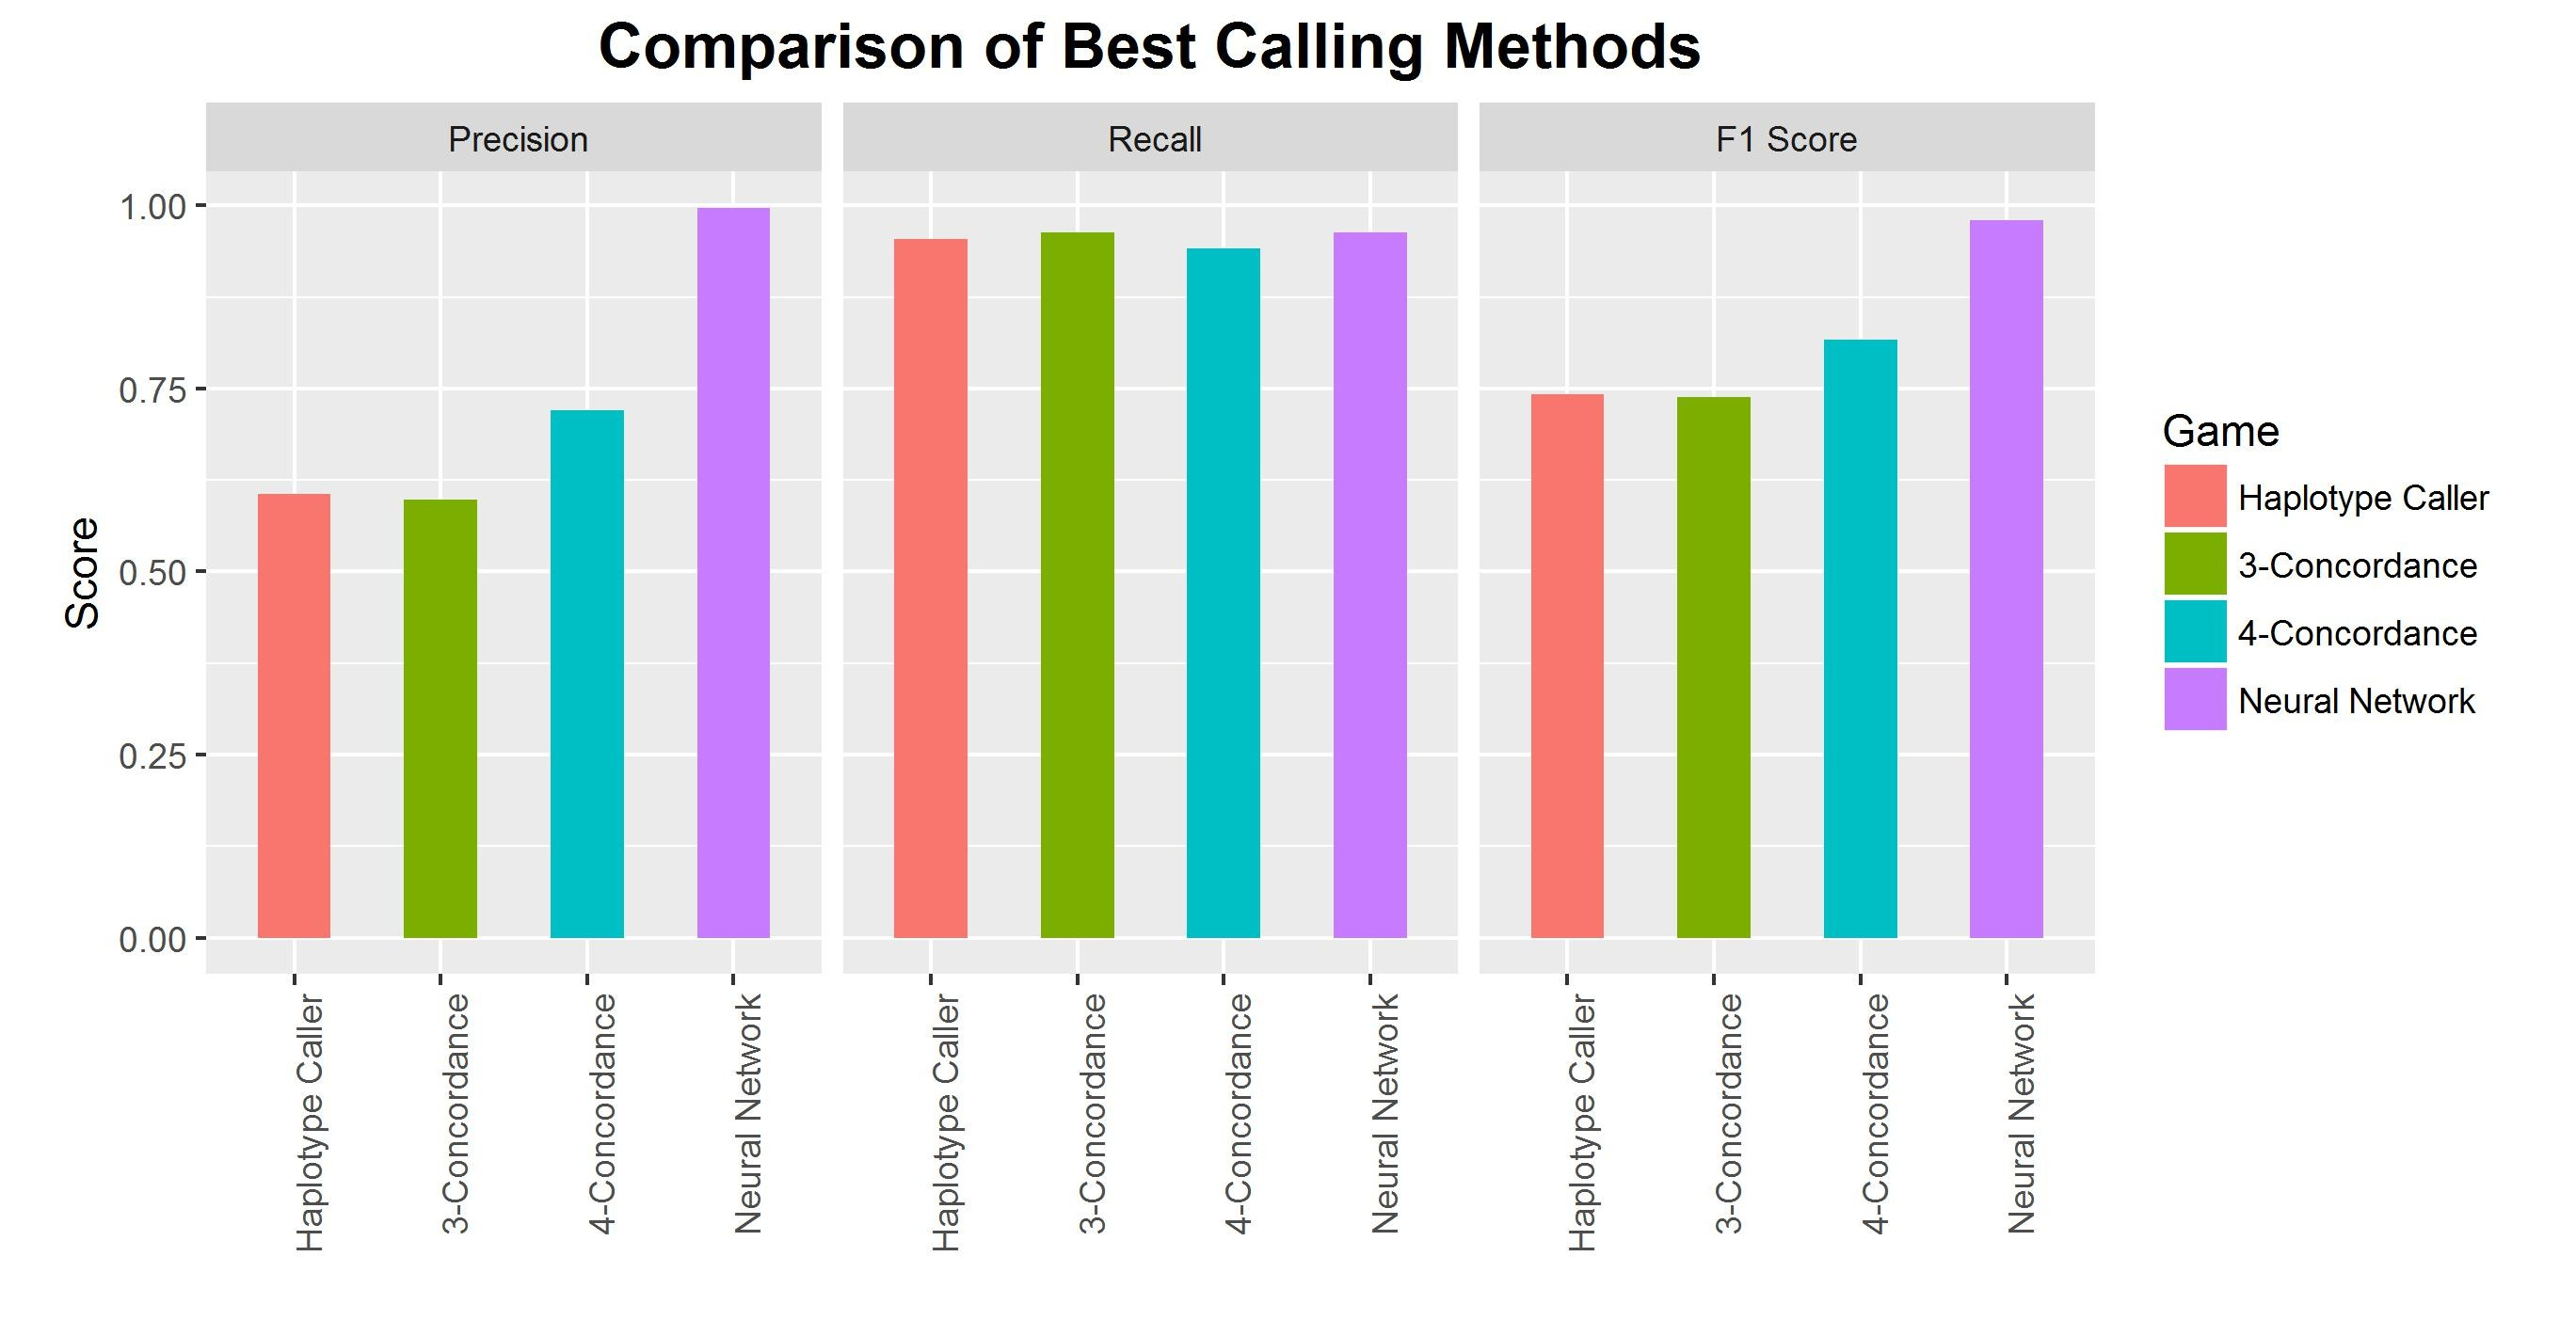 Comparison of Best Calling Methods
Precision
Recall
F1 Score
Score
1.00
0.75
0.50
0.25
0.00
Haplotype Caller
3-Concordance
4-Concordance
Neural Network
Haplotype Caller
3-Concordance
4-Concordance
Neural Network
Haplotype Caller
3-Concordance
4-Concordance
Neural Network
Game
Haplotype Caller
3-Concordance
4-Concordance
Neural Network